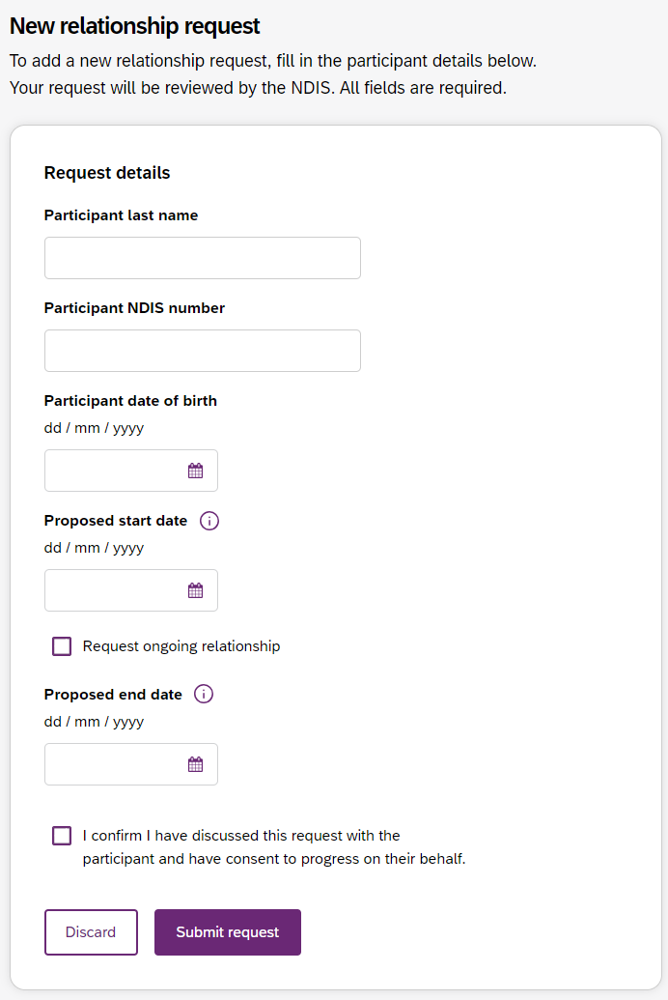 New relationship request
To add a new relationship request, fill in the participant details below.
Your request will be reviewed by the NDIS. All fields are required.
Request details
Participant last name
Participant NDIS number
Participant date of birth
dd / mm / yyyy
Proposed start date
dd / mm / yyyy
Request ongoing relationship
Proposed end date
dd / mm / yyyy
I confirm I have discussed this request with the
participant and have consent to progress on their behalf.
Discard Submit request